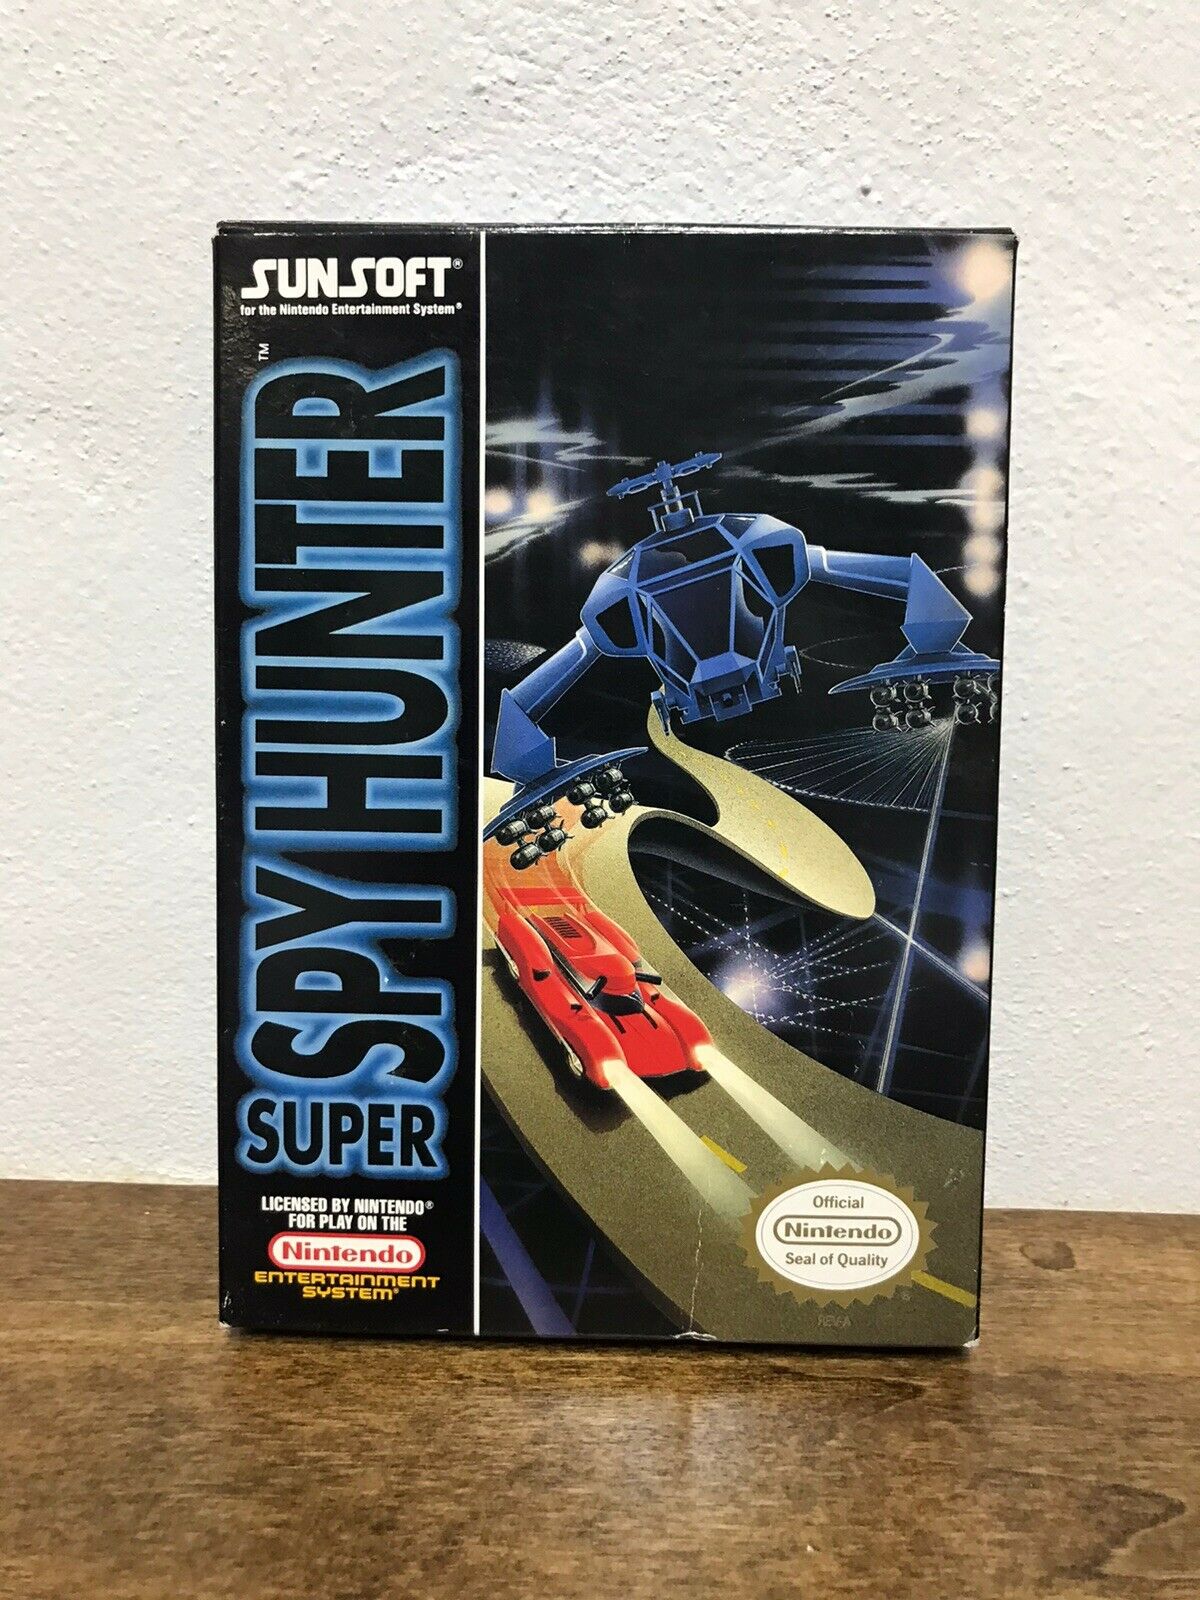 SUNSOFT®
for the Nintendo Entertainment System®
SUPER SPY HUNTER™
LICENSED BY NINTENDO®
FOR PLAY ON THE
Nintendo
ENTERTAINMENT
SYSTEM®
Official
Nintendo
Seal of Quality
REV-A